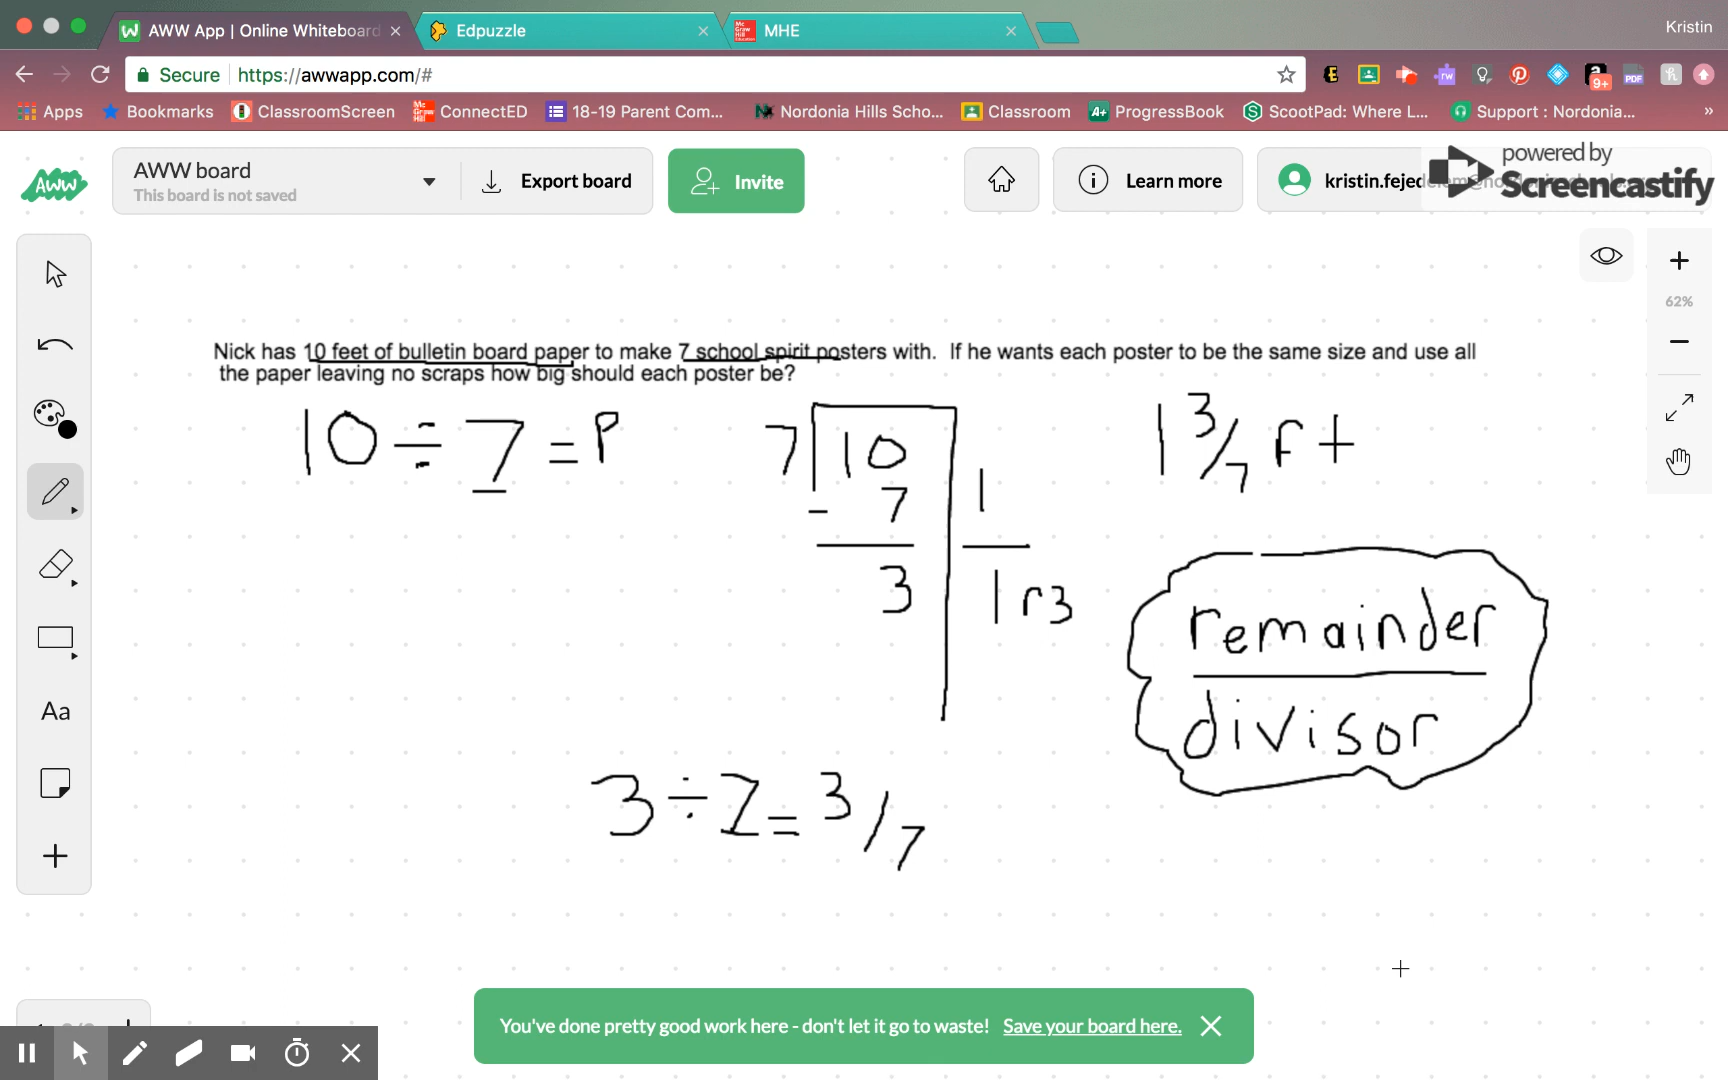 AWW App | Online Whiteboard
Edpuzzle
MHE
Kristin
Secure
https://awwapp.com/#
9+
PDF
rw
Apps
Bookmarks
ClassroomScreen
ConnectED
18-19 Parent Com...
Nordonia Hills Scho...
Classroom
ProgressBook
ScootPad: Where L...
Support : Nordonia...
»
AWW
AWW board
This board is not saved
Export board
Invite
Learn more
kristin.fejed
powered by
Screencastify
62%
Aa
Nick has 10 feet of bulletin board paper to make 7 school spirit posters with. If he wants each poster to be the same size and use all
the paper leaving no scraps how big should each poster be?
10 ÷ 7 = P
7 10
- 7 1
3 1 r3
1 3/7 ft
remainder
divisor
3 ÷ 7 = 3/7
You've done pretty good work here - don't let it go to waste! Save your board here.